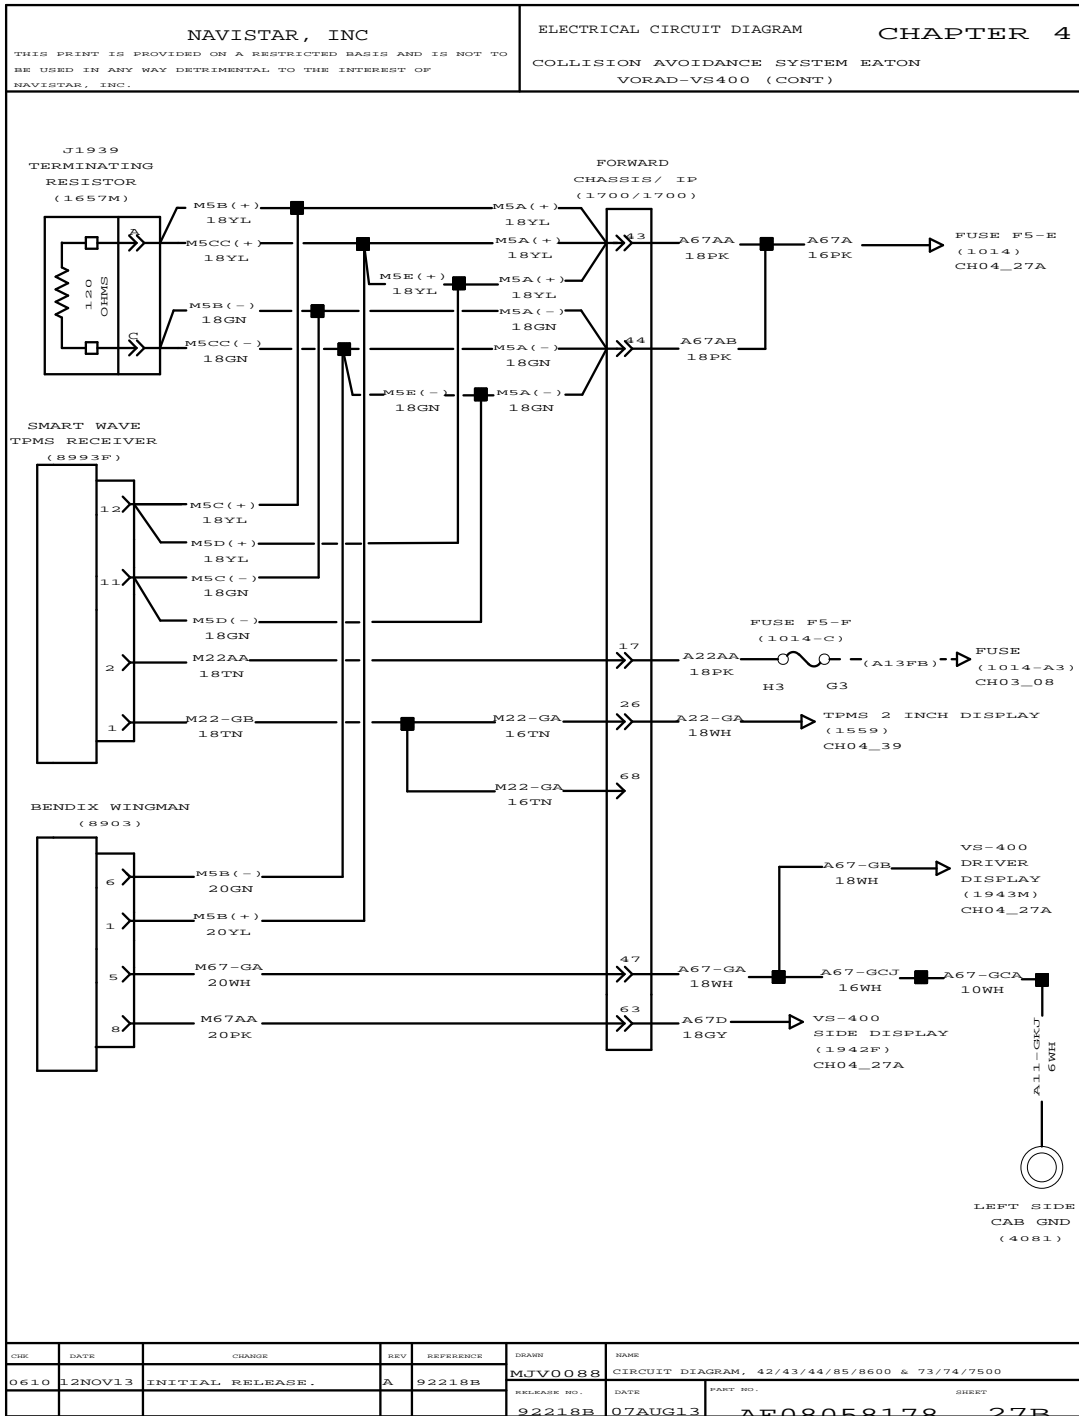 NAVISTAR, INC
THIS PRINT IS PROVIDED ON A RESTRICTED BASIS AND IS NOT TO
BE USED IN ANY WAY DETRIMENTAL TO THE INTEREST OF
NAVISTAR, INC.
ELECTRICAL CIRCUIT DIAGRAM
CHAPTER 4
COLLISION AVOIDANCE SYSTEM EATON
VORAD-VS400 (CONT)
J1939
TERMINATING
RESISTOR
(1657M)
A
120
OHMS
C
FORWARD
CHASSIS/ IP
(1700/1700)
M5B(+)
18YL
M5A(+)
18YL
M5CC(+)
18YL
M5A(+)
18YL
43
A67AA
18PK
A67A
16PK
FUSE F5-E
(1014)
CH04_27A
M5E(+)
18YL
M5A(+)
18YL
M5B(-)
18GN
M5A(-)
18GN
M5CC(-)
18GN
M5A(-)
18GN
44
A67AB
18PK
M5E(-)
18GN
M5A(-)
18GN
SMART WAVE
TPMS RECEIVER
(8993F)
12
M5C(+)
18YL
M5D(+)
18YL
11
M5C(-)
18GN
M5D(-)
18GN
2
M22AA
18TN
17
A22AA
18PK
FUSE F5-F
(1014-C)
H3
G3
(A13FB)
FUSE
(1014-A3)
CH03_08
1
M22-GB
18TN
M22-GA
16TN
26
A22-GA
18WH
TPMS 2 INCH DISPLAY
(1559)
CH04_39
M22-GA
16TN
68
BENDIX WINGMAN
(8903)
6
M5B(-)
20GN
1
M5B(+)
20YL
A67-GB
18WH
VS-400
DRIVER
DISPLAY
(1943M)
CH04_27A
5
M67-GA
20WH
47
A67-GA
18WH
A67-GCJ
16WH
A67-GCA
10WH
8
M67AA
20PK
63
A67D
18GY
VS-400
SIDE DISPLAY
(1942F)
CH04_27A
A11-GKJ
6WH
LEFT SIDE
CAB GND
(4081)
CHK DATE CHANGE REV REFERENCE
0610 12NOV13 INITIAL RELEASE. A 92218B
DRAWN
MJV0088
NAME
CIRCUIT DIAGRAM, 42/43/44/85/8600 & 73/74/7500
RELEASE NO.
92218B
DATE
07AUG13
PART NO.
AF08058178
SHEET
27B